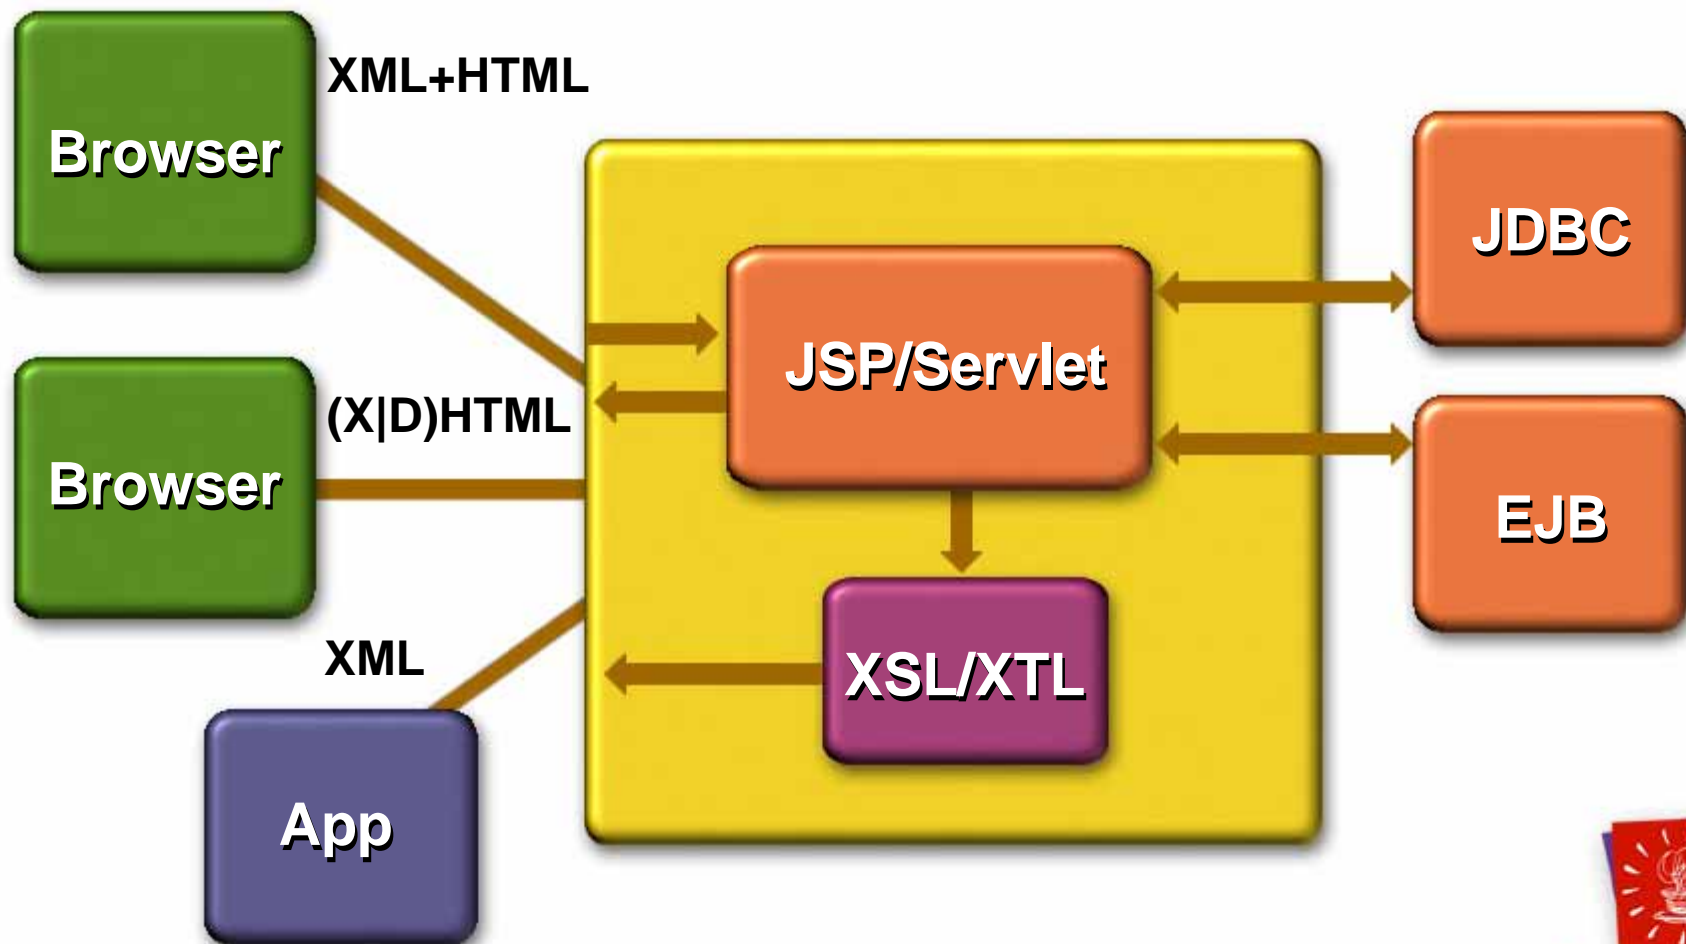 XML+HTML
Browser
JDBC
JSP/Servlet
(X|D)HTML
Browser
EJB
XML
XSL/XTL
App